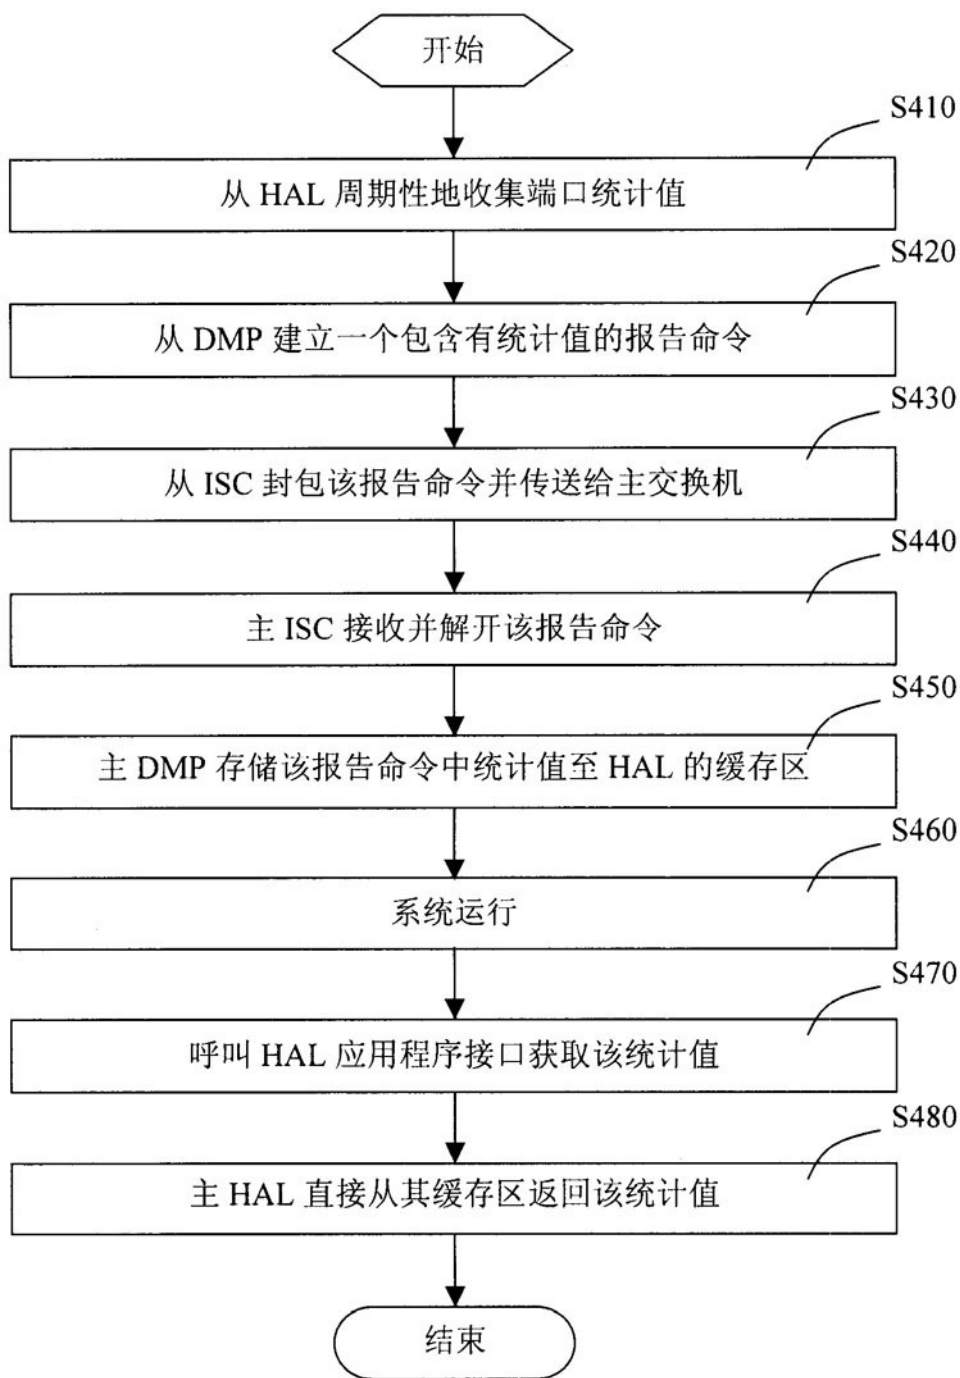 开始
S410
从 HAL 周期性地收集端口统计值
S420
从 DMP 建立一个包含有统计值的报告命令
S430
从 ISC 封包该报告命令并传送给主交换机
S440
主 ISC 接收并解开该报告命令
S450
主 DMP 存储该报告命令中统计值至 HAL 的缓存区
S460
系统运行
S470
呼叫 HAL 应用程序接口获取该统计值
S480
主 HAL 直接从其缓存区返回该统计值
结束